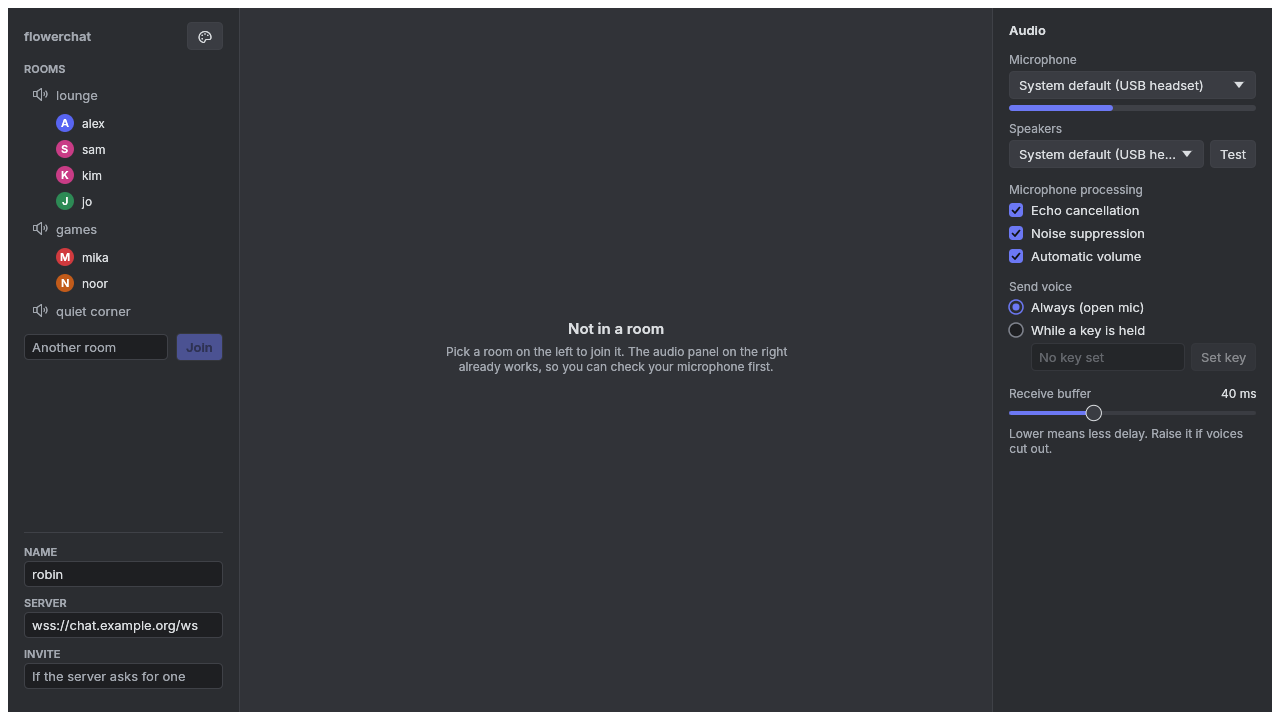 flowerchat
ROOMS
lounge
A alex
S sam
K kim
J jo
games
M mika
N noor
quiet corner
Another room
Join
NAME
robin
SERVER
wss://chat.example.org/ws
INVITE
If the server asks for one
Not in a room
Pick a room on the left to join it. The audio panel on the right
already works, so you can check your microphone first.
Audio
Microphone
System default (USB headset)
Speakers
System default (USB he...
Test
Microphone processing
Echo cancellation
Noise suppression
Automatic volume
Send voice
Always (open mic)
While a key is held
No key set
Set key
Receive buffer
40 ms
Lower means less delay. Raise it if voices
cut out.